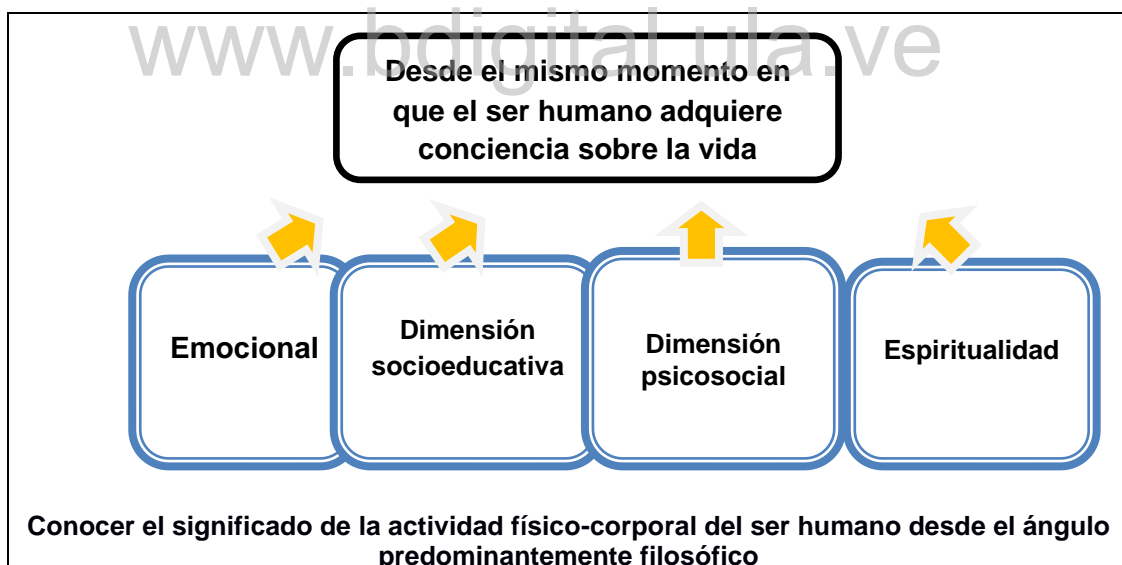 www.bdigital.ula.ve
Desde el mismo momento en
que el ser humano adquiere
conciencia sobre la vida
Emocional
Dimensión
socioeducativa
Dimensión
psicosocial
Espiritualidad
Conocer el significado de la actividad físico-corporal del ser humano desde el ángulo
predominantemente filosófico